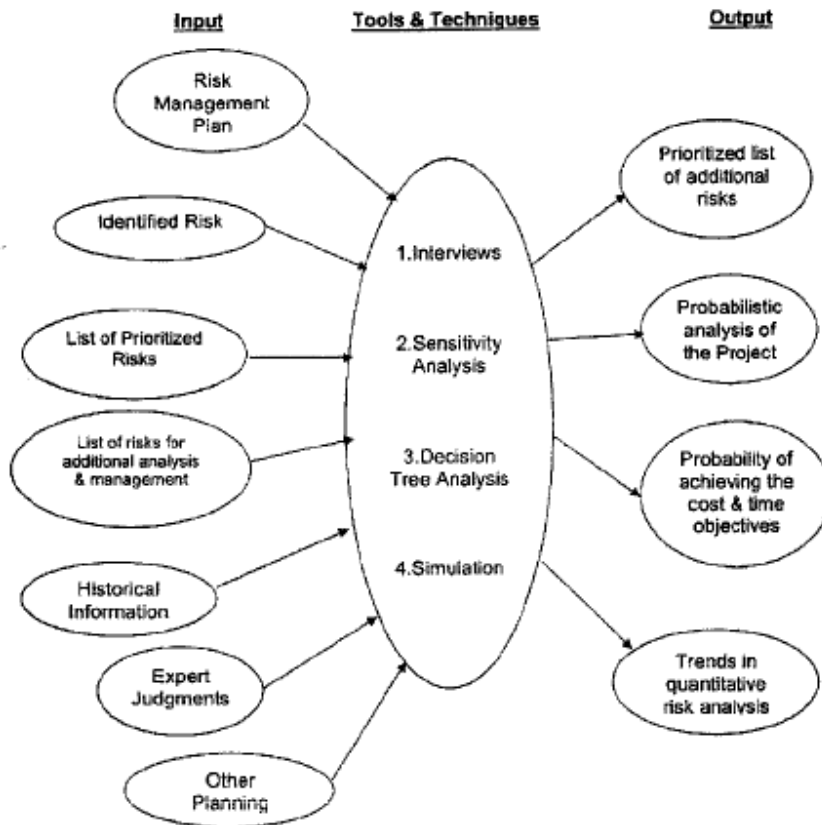 Input
Tools & Techniques
Output
Risk
Management
Plan
Identified Risk
List of Prioritized
Risks
List of risks for
additional analysis
& management
Historical
Information
Expert
Judgments
Other
Planning
1.Interviews
2.Sensitivity
Analysis
3.Decision
Tree Analysis
4.Simulation
Prioritized list
of additional
risks
Probabilistic
analysis of
the Project
Probability of
achieving the
cost & time
objectives
Trends in
quantitative
risk analysis